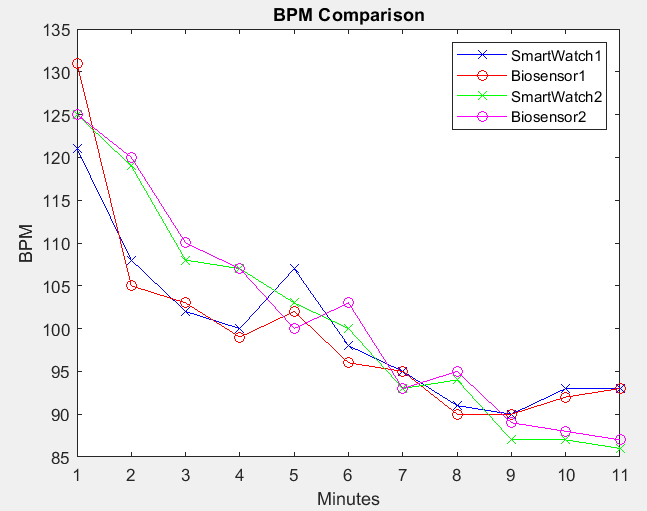 BPM Comparison
135
130
125
120
115
110
105
100
95
90
85
BPM
SmartWatch1
Biosensor1
SmartWatch2
Biosensor2
1 2 3 4 5 6 7 8 9 10 11
Minutes